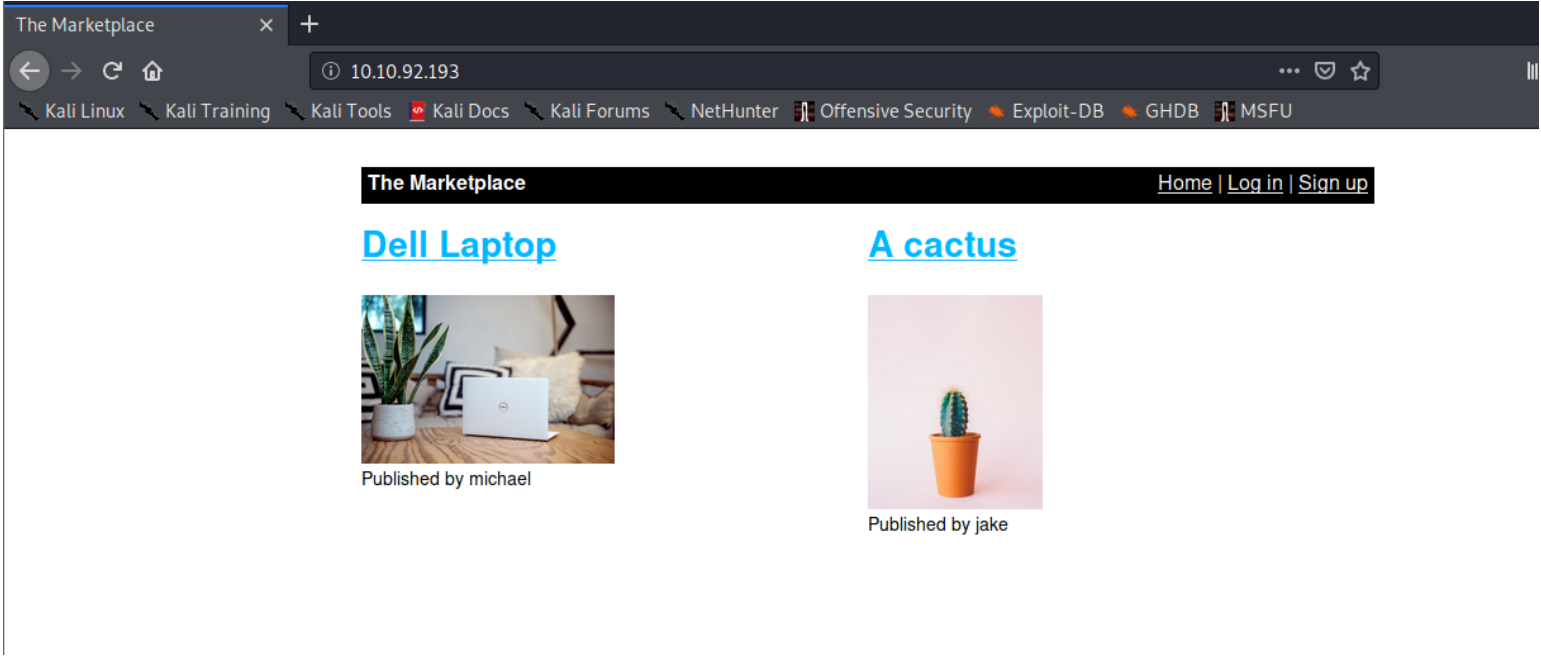 The Marketplace
10.10.92.193
Kali Linux Kali Training Kali Tools Kali Docs Kali Forums NetHunter Offensive Security Exploit-DB GHDB MSFU
The Marketplace Home | Log in | Sign up
Dell Laptop A cactus
Published by michael
Published by jake